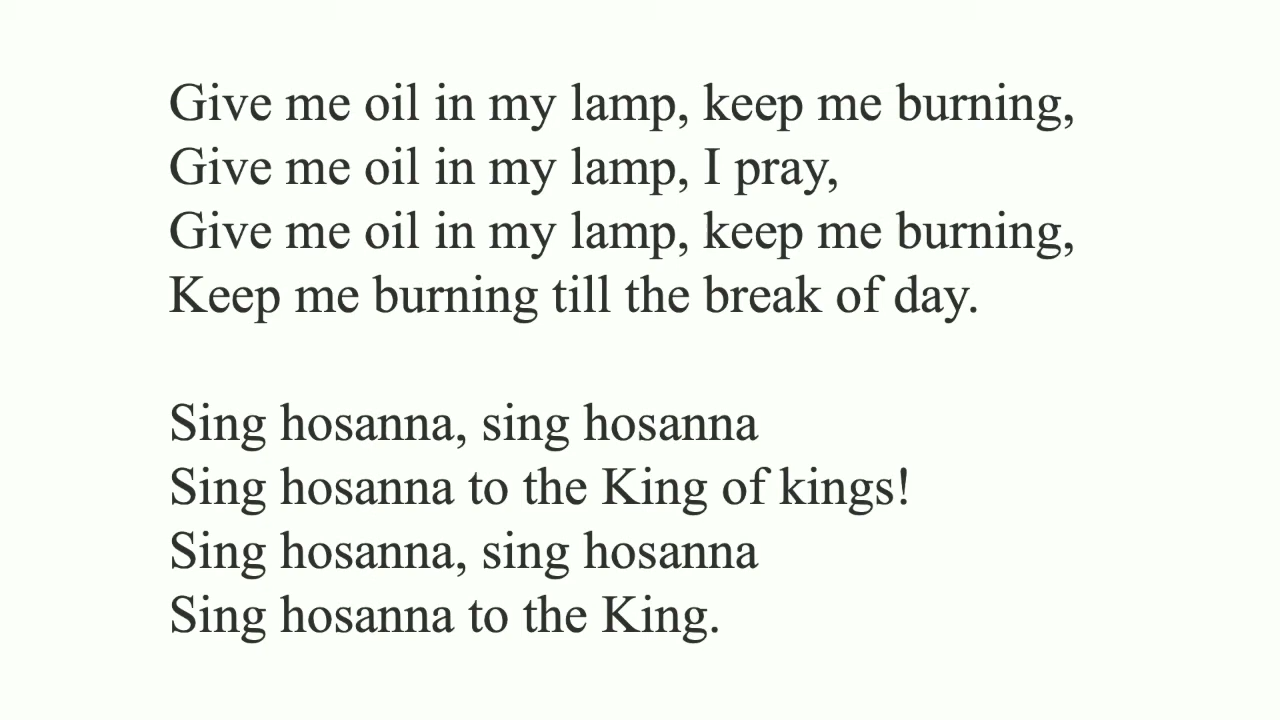 Give me oil in my lamp, keep me burning,
Give me oil in my lamp, I pray,
Give me oil in my lamp, keep me burning,
Keep me burning till the break of day.

Sing hosanna, sing hosanna
Sing hosanna to the King of kings!
Sing hosanna, sing hosanna
Sing hosanna to the King.